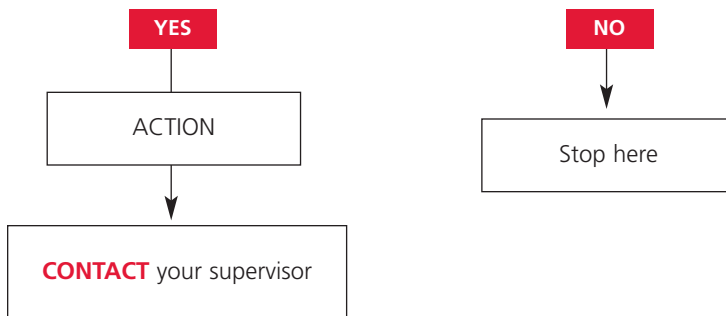 YES
NO
ACTION
Stop here
CONTACT your supervisor